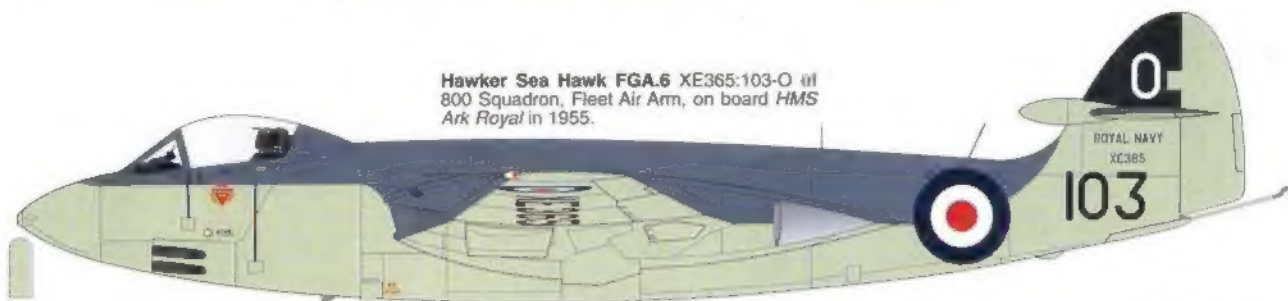 Hawker Sea Hawk FGA.6 XE365:103-O of
800 Squadron, Fleet Air Arm, on board HMS
Ark Royal in 1955.
O
ROYAL NAVY
XE365
103